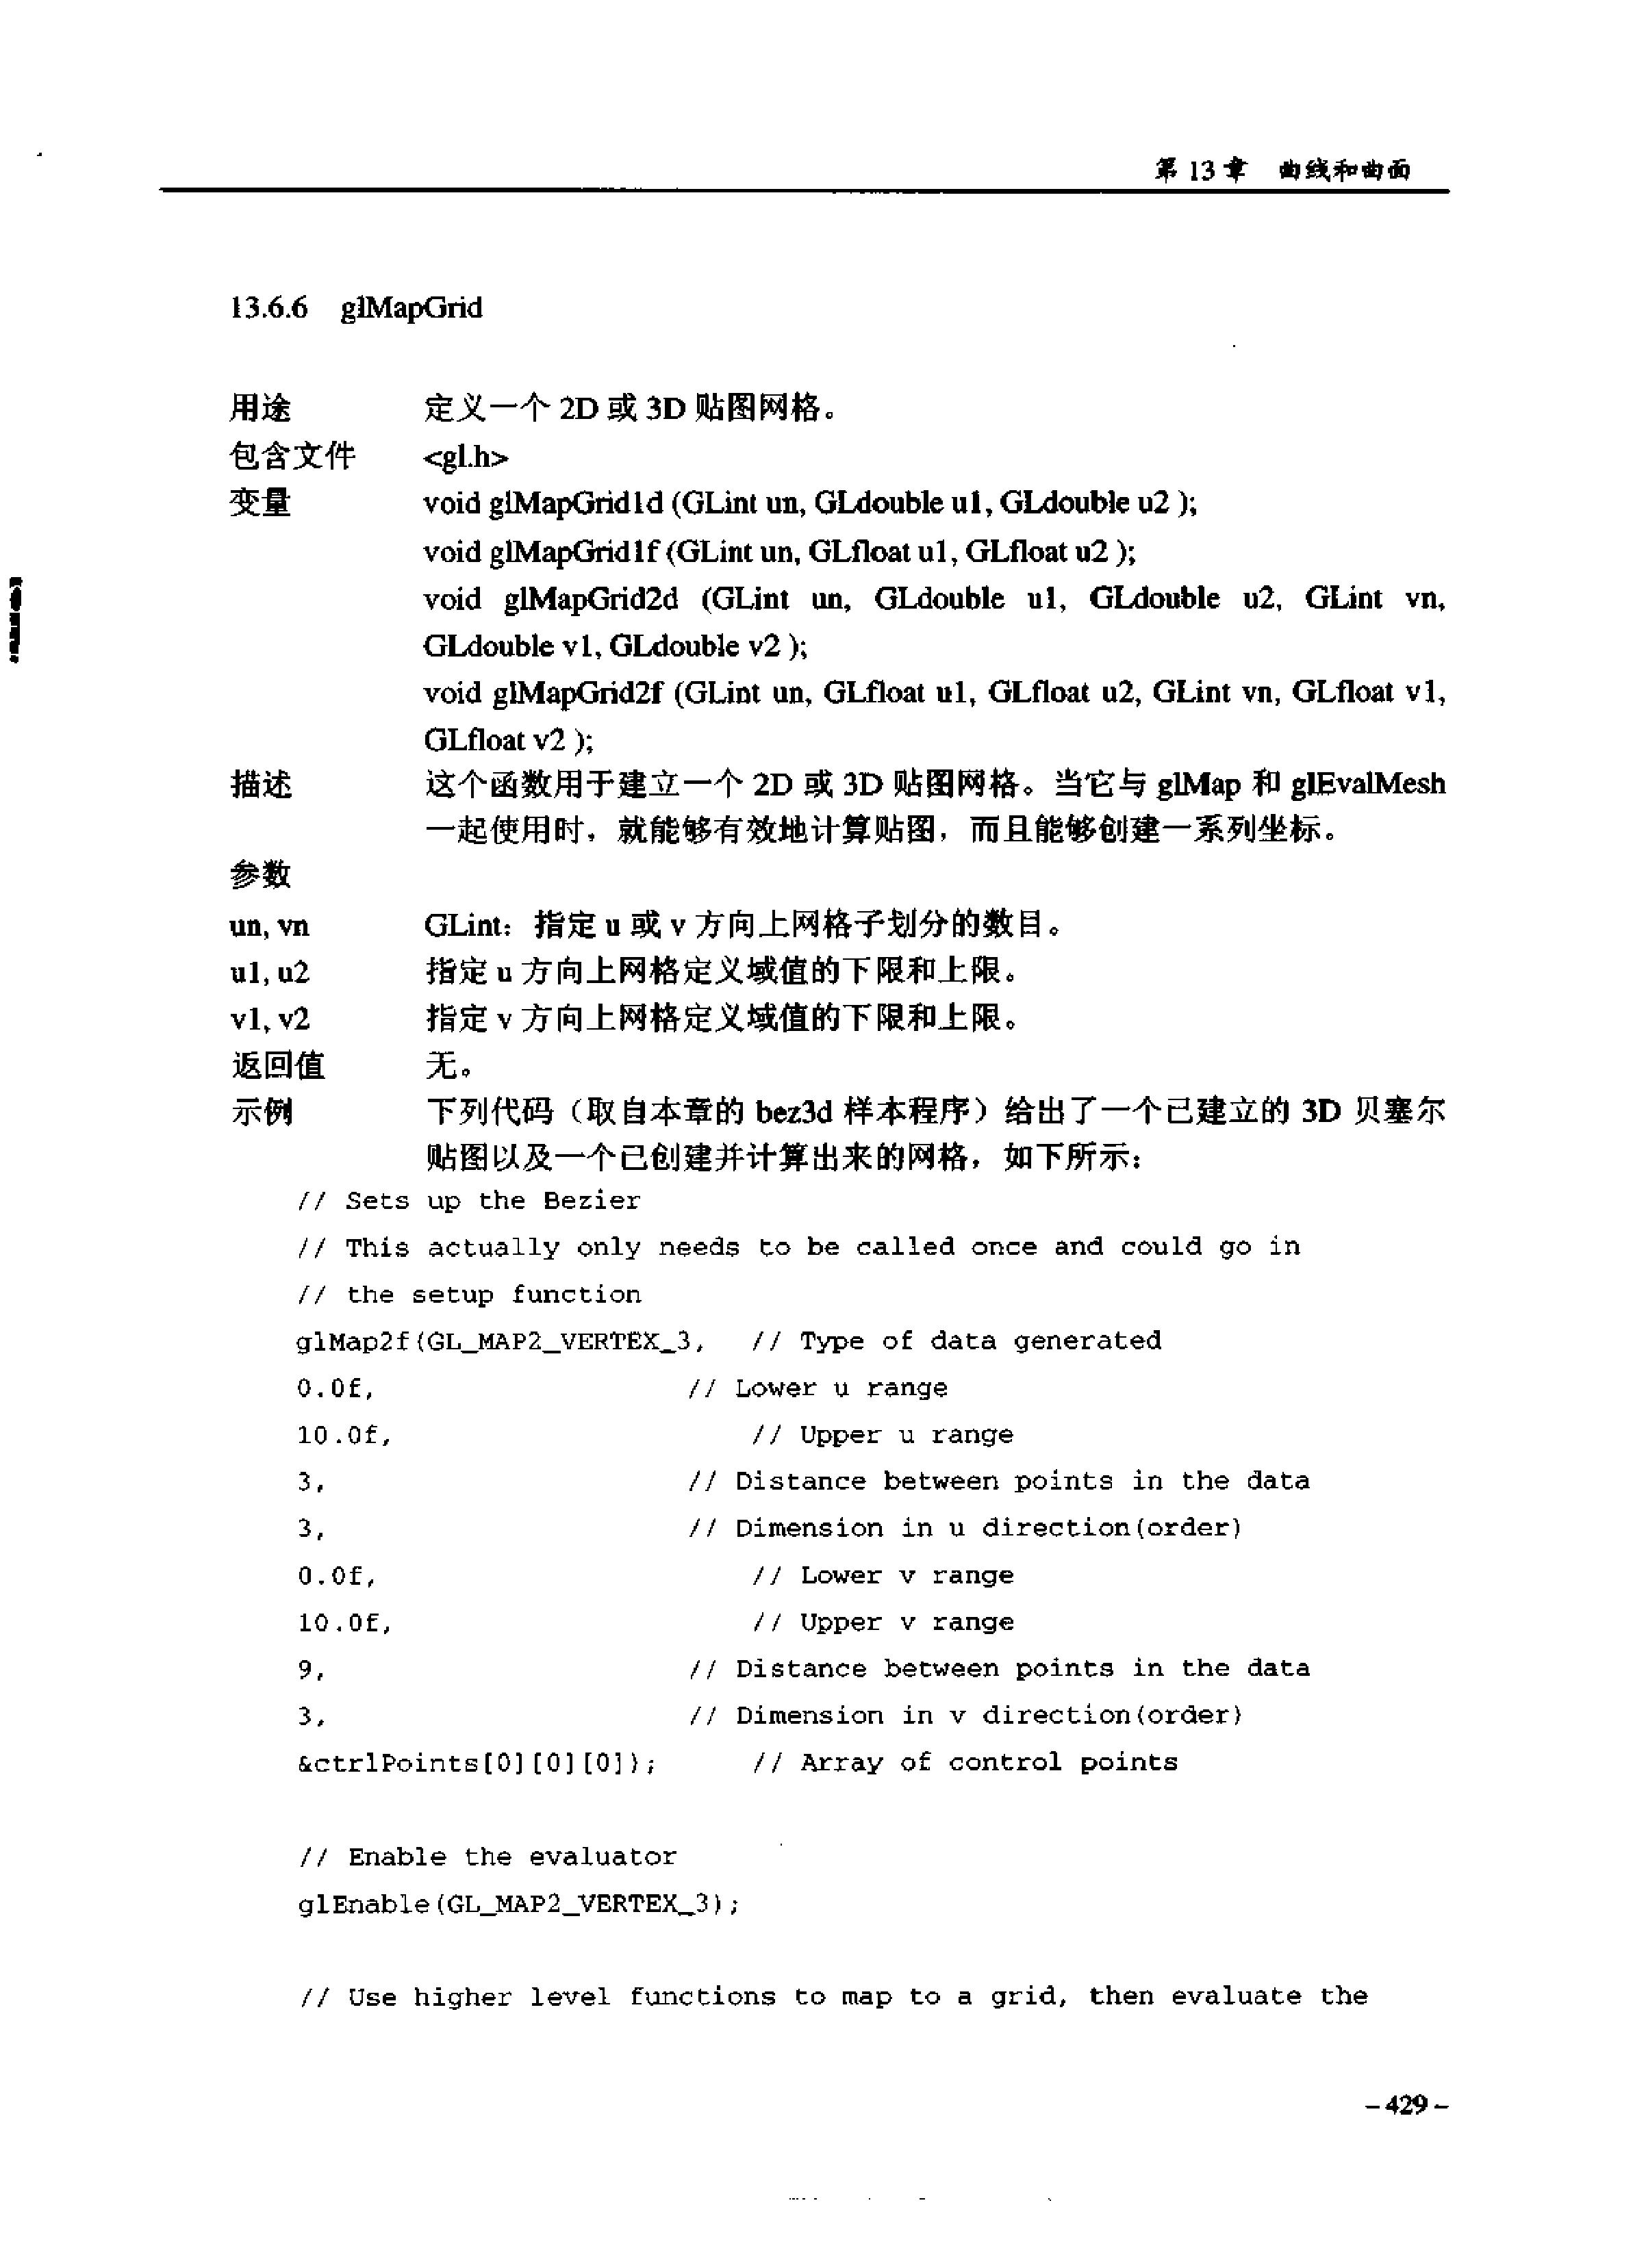 第 13 章 曲线和曲面
13.6.6 glMapGrid
用途 定义一个 2D 或 3D 贴图网格。
包含文件 <gl.h>
变量 void glMapGrid1d (GLint un, GLdouble u1, GLdouble u2 );
void glMapGrid1f (GLint un, GLfloat u1, GLfloat u2 );
void glMapGrid2d (GLint un, GLdouble u1, GLdouble u2, GLint vn,
GLdouble v1, GLdouble v2 );
void glMapGrid2f (GLint un, GLfloat u1, GLfloat u2, GLint vn, GLfloat v1,
GLfloat v2 );
描述 这个函数用于建立一个 2D 或 3D 贴图网格。当它与 glMap 和 glEvalMesh
一起使用时，就能够有效地计算贴图，而且能够创建一系列坐标。
参数
un, vn GLint：指定 u 或 v 方向上网格子划分的数目。
u1, u2 指定 u 方向上网格定义域值的下限和上限。
v1, v2 指定 v 方向上网格定义域值的下限和上限。
返回值 无。
示例 下列代码（取自本章的 bez3d 样本程序）给出了一个已建立的 3D 贝塞尔
贴图以及一个已创建并计算出来的网格，如下所示：
// Sets up the Bezier
// This actually only needs to be called once and could go in
// the setup function
glMap2f(GL_MAP2_VERTEX_3, // Type of data generated
0.0f, // Lower u range
10.0f, // Upper u range
3, // Distance between points in the data
3, // Dimension in u direction(order)
0.0f, // Lower v range
10.0f, // Upper v range
9, // Distance between points in the data
3, // Dimension in v direction(order)
&ctrlPoints[0][0][0]); // Array of control points
// Enable the evaluator
glEnable(GL_MAP2_VERTEX_3);
// Use higher level functions to map to a grid, then evaluate the
– 429 –